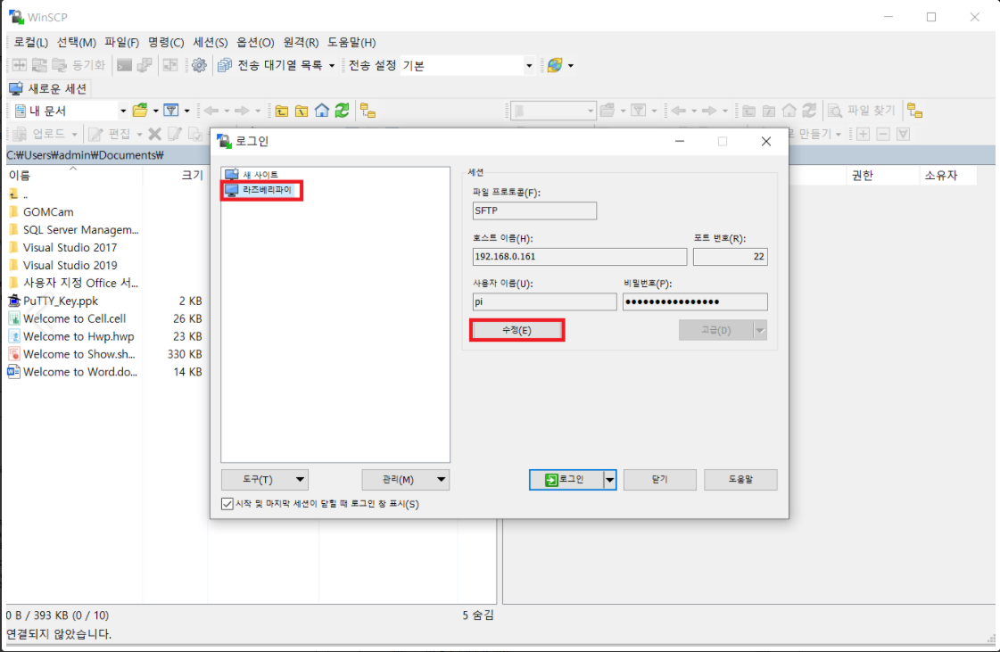 WinSCP
로컬(L) 선택(M) 파일(F) 명령(C) 세션(S) 옵션(O) 원격(R) 도움말(H)
동기화 전송 대기열 목록 전송 설정 기본
새로운 세션
내 문서 파일 찾기
업로드 편집 만들기
C:₩Users₩admin₩Documents₩
이름 크기 권한 소유자
..
GOMCam
SQL Server Managem...
Visual Studio 2017
Visual Studio 2019
사용자 지정 Office 서...
PuTTY_Key.ppk 2 KB
Welcome to Cell.cell 26 KB
Welcome to Hwp.hwp 23 KB
Welcome to Show.sh... 330 KB
Welcome to Word.do... 14 KB
로그인
새 사이트
라즈베리파이
세션
파일 프로토콜(F):
SFTP
호스트 이름(H): 포트 번호(R):
192.168.0.161 22
사용자 이름(U): 비밀번호(P):
pi ●●●●●●●●●●●●●●●●
수정(E) 고급(D)
도구(T) 관리(M) 로그인 닫기 도움말
시작 및 마지막 세션이 닫힐 때 로그인 창 표시(S)
0 B / 393 KB (0 / 10) 5 숨김
연결되지 않았습니다.